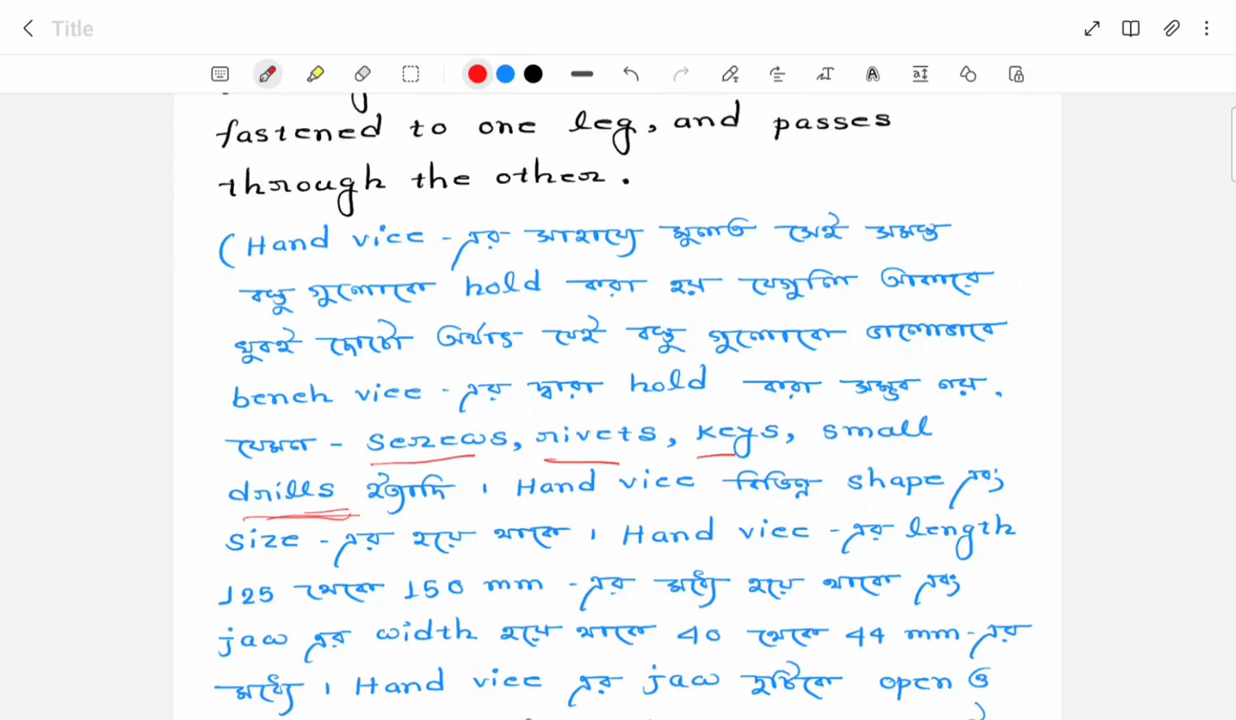 Title
fastened to one leg, and passes
through the other.
(Hand vice -এর সাহায্যে মূলত সেই সমস্ত
বস্তু গুলোকে hold করা হয় যেগুলি আকারে
খুবই ছোটো অর্থাৎ যেই বস্তু গুলোকে ভালোভাবে
bench vice -এর দ্বারা hold করা সম্ভব নয়.
যেমন - screws, rivets, keys, small
drills ইত্যাদি । Hand vice বিভিন্ন shape এবং
size -এর হয়ে থাকে । Hand vice -এর length
125 থেকে 150 mm -এর মধ্যে হয়ে থাকে এবং
jaw এর width হয়ে থাকে 40 থেকে 44 mm-এর
মধ্যে । Hand vice এর jaw দুটিকে open ও